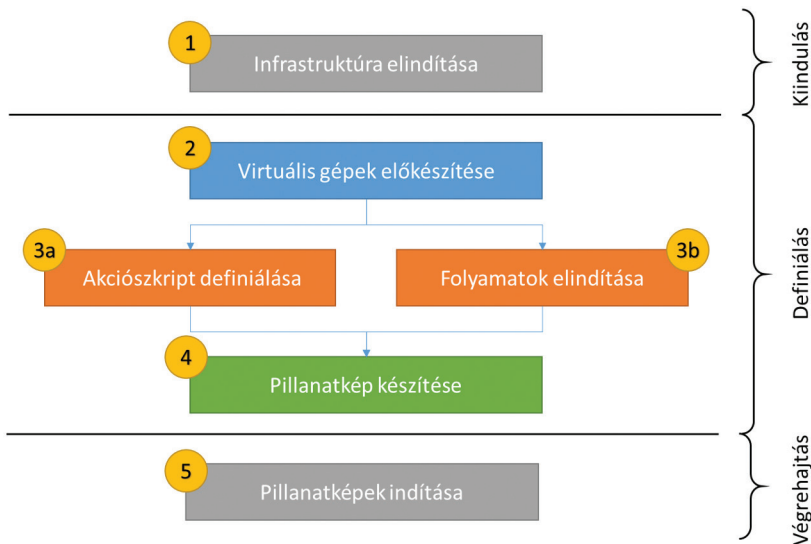 1
Infrastruktúra elindítása
Kiindulás
2
Virtuális gépek előkészítése
3a
Akciószkript definiálása
3b
Folyamatok elindítása
Definiálás
4
Pillanatkép készítése
5
Pillanatképek indítása
Végrehajtás